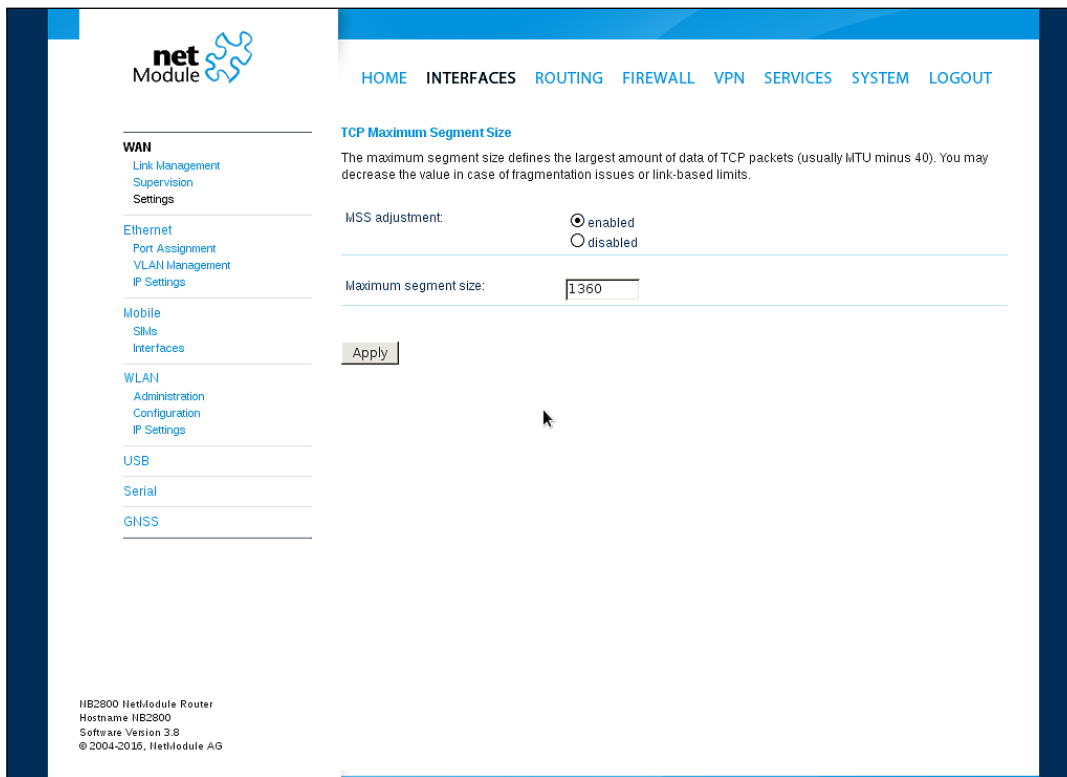 net
Module
HOME INTERFACES ROUTING FIREWALL VPN SERVICES SYSTEM LOGOUT
WAN
Link Management
Supervision
Settings
Ethernet
Port Assignment
VLAN Management
IP Settings
Mobile
SIMs
Interfaces
WLAN
Administration
Configuration
IP Settings
USB
Serial
GNSS
TCP Maximum Segment Size
The maximum segment size defines the largest amount of data of TCP packets (usually MTU minus 40). You may
decrease the value in case of fragmentation issues or link-based limits.
MSS adjustment:
enabled
disabled
Maximum segment size:
1360
Apply
NB2800 NetModule Router
Hostname NB2800
Software Version 3.8
© 2004-2016, NetModule AG